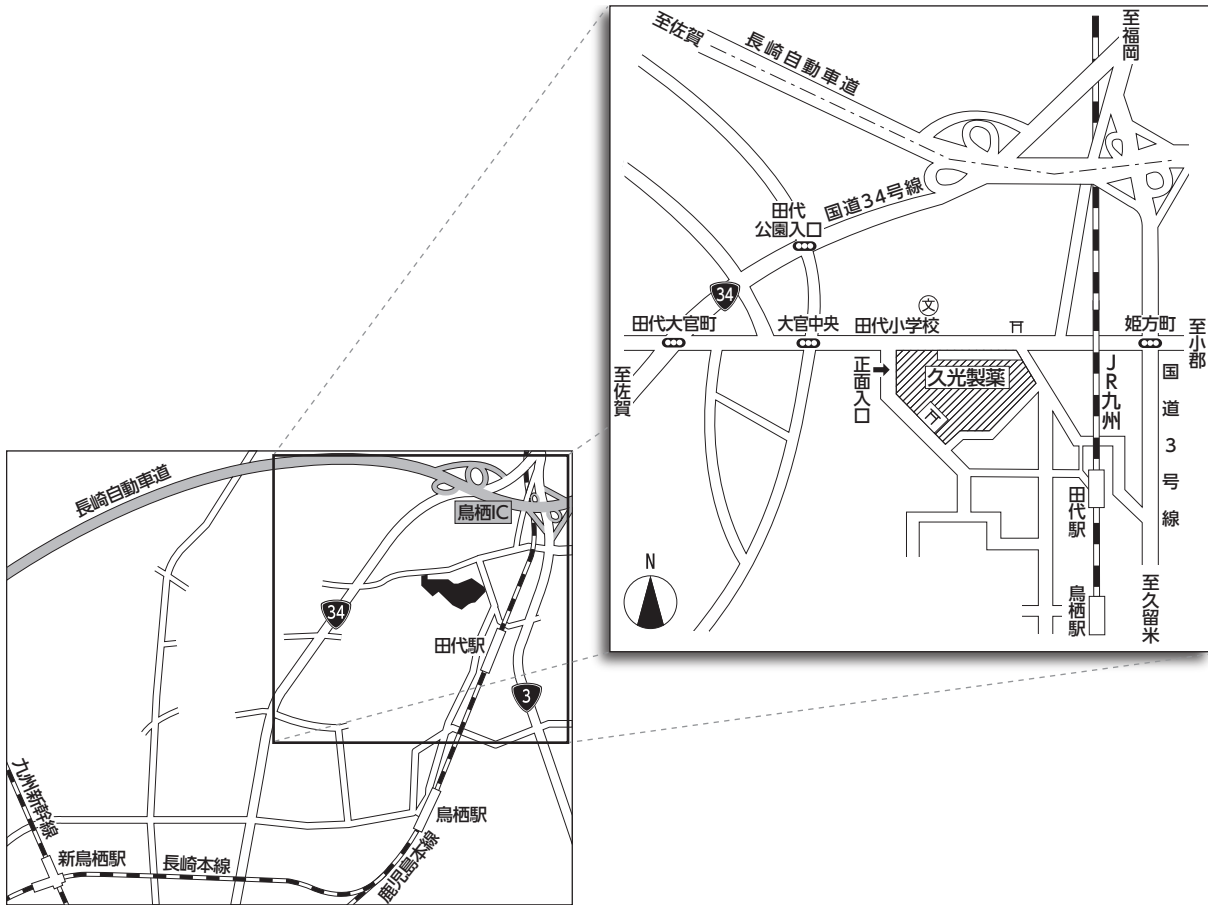 至佐賀
長崎自動車道
至福岡
国道34号線
田代
公園入口
34
文
田代大官町
大官中央
田代小学校
姫方町
至小郡
至佐賀
正面入口
久光製薬
JR九州
国道3号線
田代駅
鳥栖駅
至久留米
N
長崎自動車道
鳥栖IC
34
田代駅
3
九州新幹線
鳥栖駅
新鳥栖駅
長崎本線
鹿児島本線